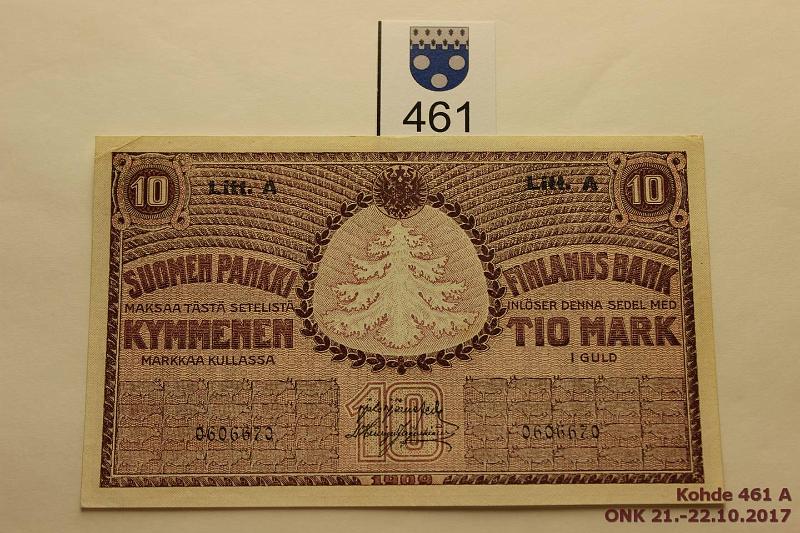 461
10 Litt. A Litt. A 10
SUOMEN PANKKI FINLANDS BANK
MAKSAA TÄSTÄ SETELISTÄ INLÖSER DENNA SEDEL MED
KYMMENEN TIO MARK
MARKKAA KULLASSA I GULD
10
0606670 0606670
1909
Kohde 461 A
ONK 21.-22.10.2017